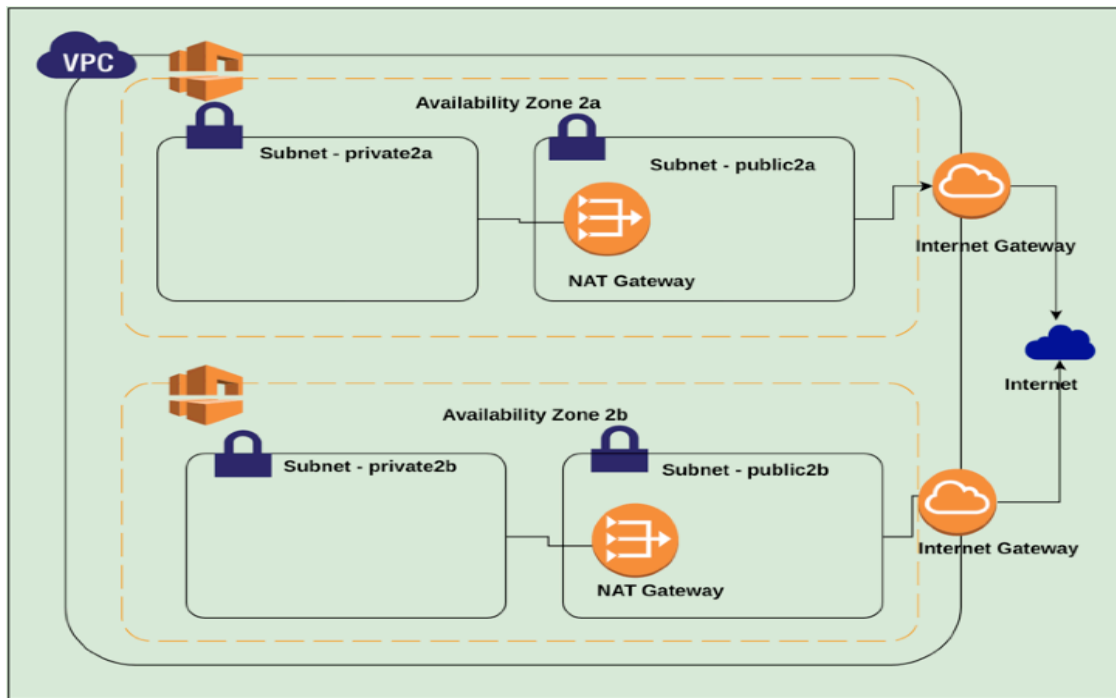 VPC
Availability Zone 2a
Subnet - private2a
Subnet - public2a
NAT Gateway
Internet Gateway
Internet
Availability Zone 2b
Subnet - private2b
Subnet - public2b
NAT Gateway
Internet Gateway